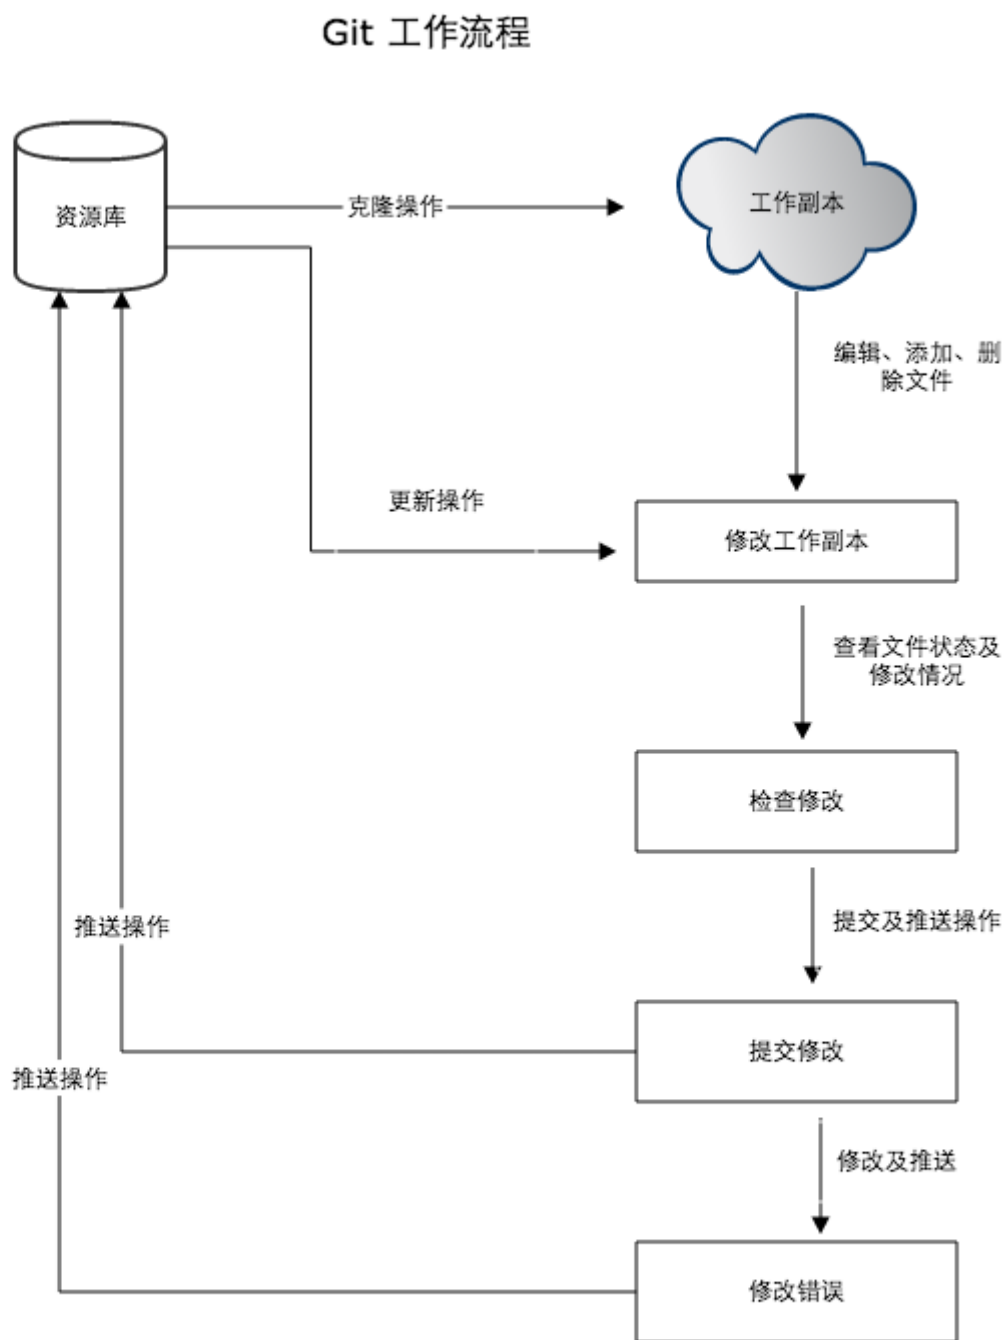 Git 工作流程
资源库
克隆操作
工作副本
编辑、添加、删
除文件
更新操作
修改工作副本
查看文件状态及
修改情况
检查修改
推送操作
提交及推送操作
提交修改
推送操作
修改及推送
修改错误